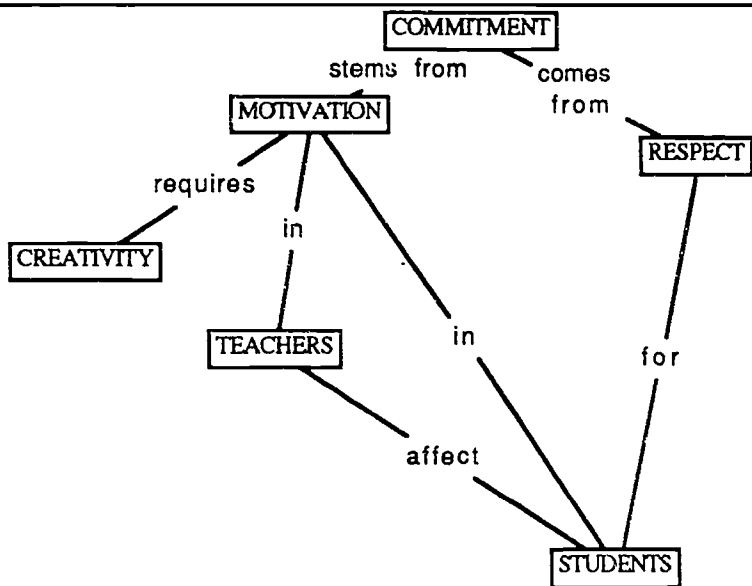 COMMITMENT
stems from
comes
from
MOTIVATION
RESPECT
requires
in
CREATIVITY
TEACHERS
in
for
affect
STUDENTS